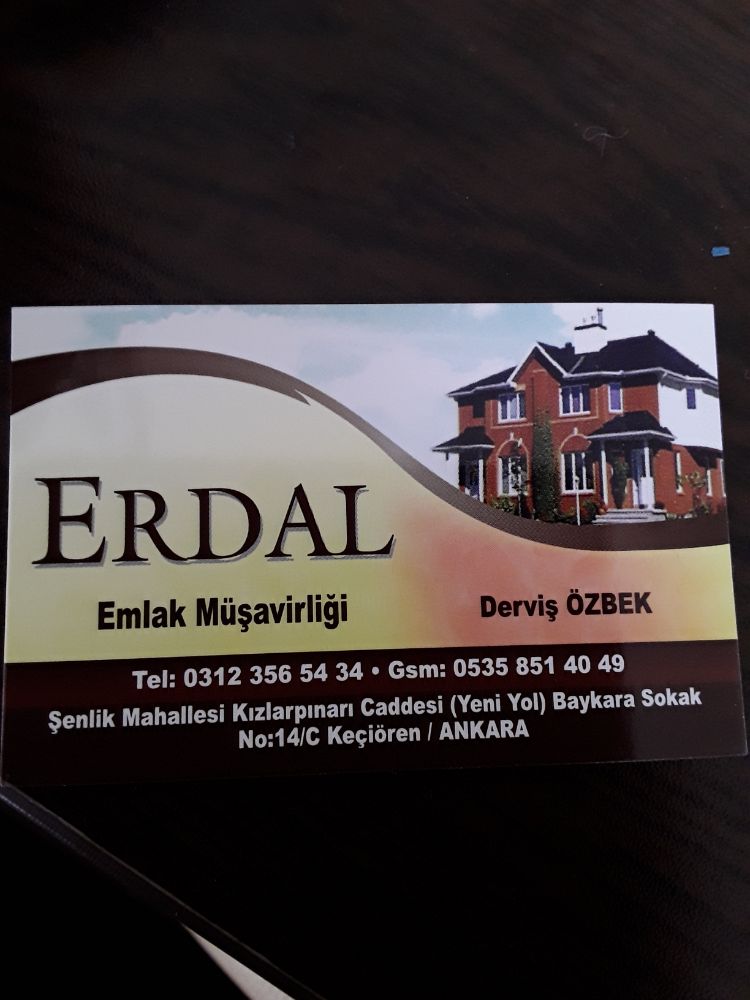 ERDAL
Emlak Müşavirliği
Derviş ÖZBEK
Tel: 0312 356 54 34 • Gsm: 0535 851 40 49
Şenlik Mahallesi Kızlarpınarı Caddesi (Yeni Yol) Baykara Sokak
No:14/C Keçiören / ANKARA